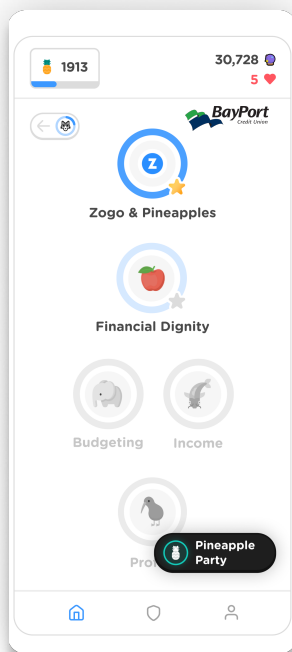 1913
30,728
5
BayPort
Credit Union
Z
Zogo & Pineapples
Financial Dignity
Budgeting Income
Pineapple
Party